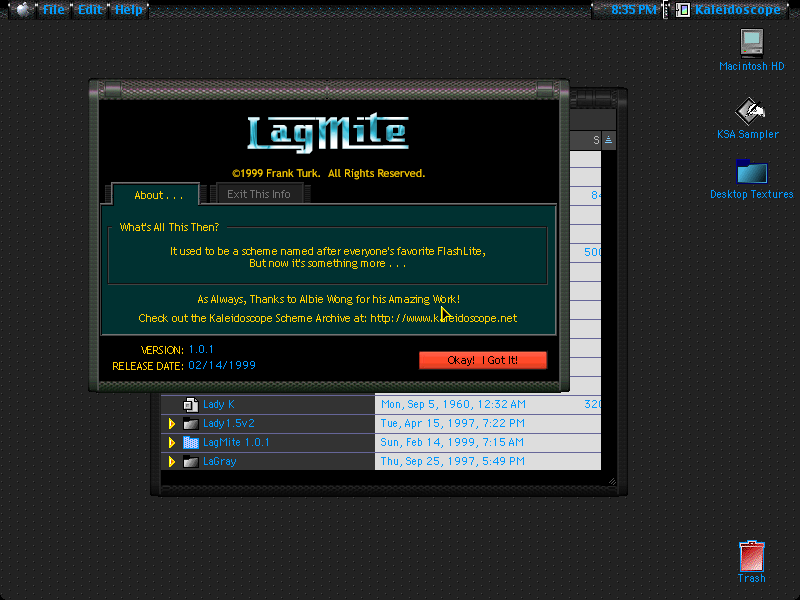 File Edit Help 8:35 PM Kaleidoscope
Macintosh HD
KSA Sampler
Desktop Textures
LagMite
©1999 Frank Turk. All Rights Reserved.
About . . . Exit This Info
What's All This Then?
It used to be a scheme named after everyone's favorite FlashLite,
But now it's something more . . .
As Always, Thanks to Albie Wong for his Amazing Work!
Check out the Kaleidoscope Scheme Archive at: http://www.kaleidoscope.net
VERSION: 1.0.1
RELEASE DATE: 02/14/1999
Okay! I Got It!
S
84
500
Lady K Mon, Sep 5, 1960, 12:32 AM 320
Lady1.5v2 Tue, Apr 15, 1997, 7:22 PM
LagMite 1.0.1 Sun, Feb 14, 1999, 7:15 AM
LaGray Thu, Sep 25, 1997, 5:49 PM
Trash